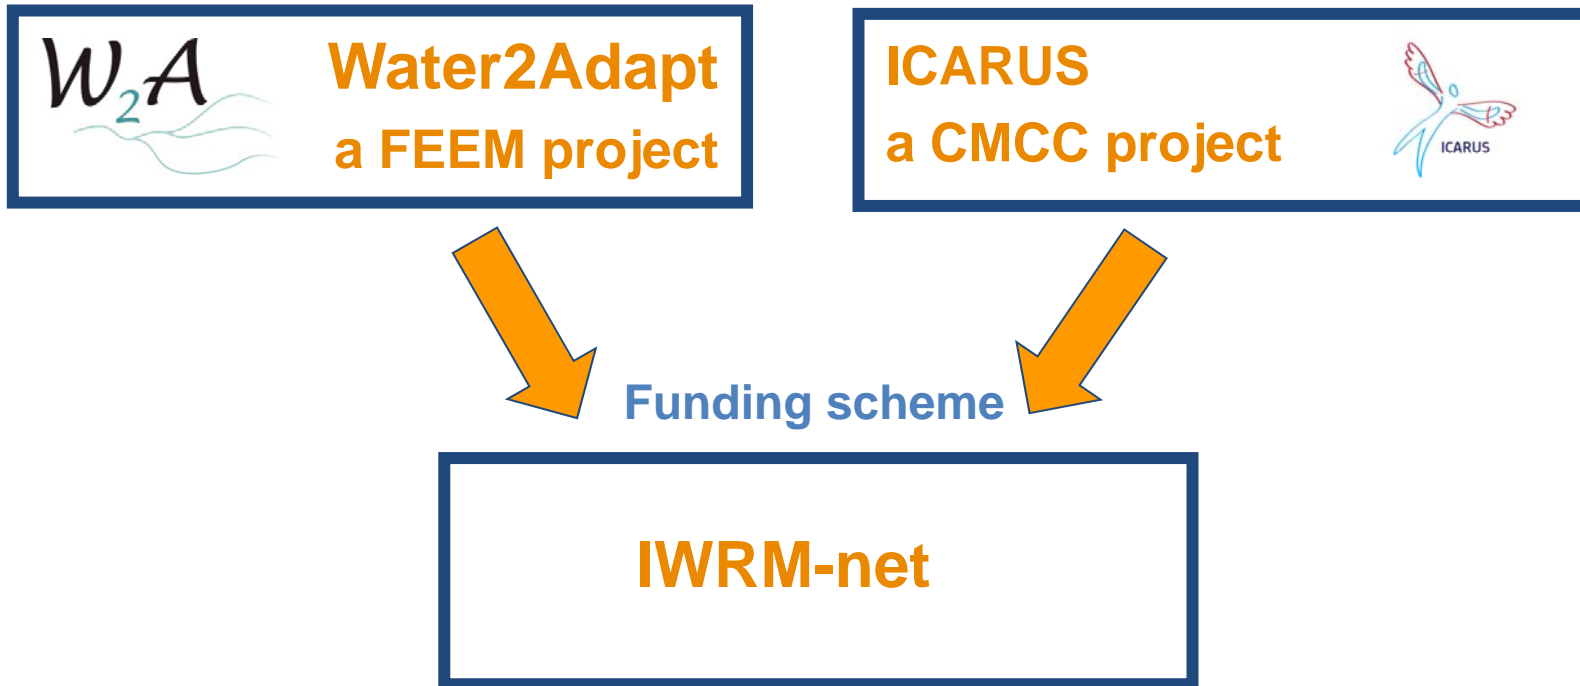 W2A
Water2Adapt
a FEEM project
ICARUS
a CMCC project
ICARUS
Funding scheme
IWRM-net